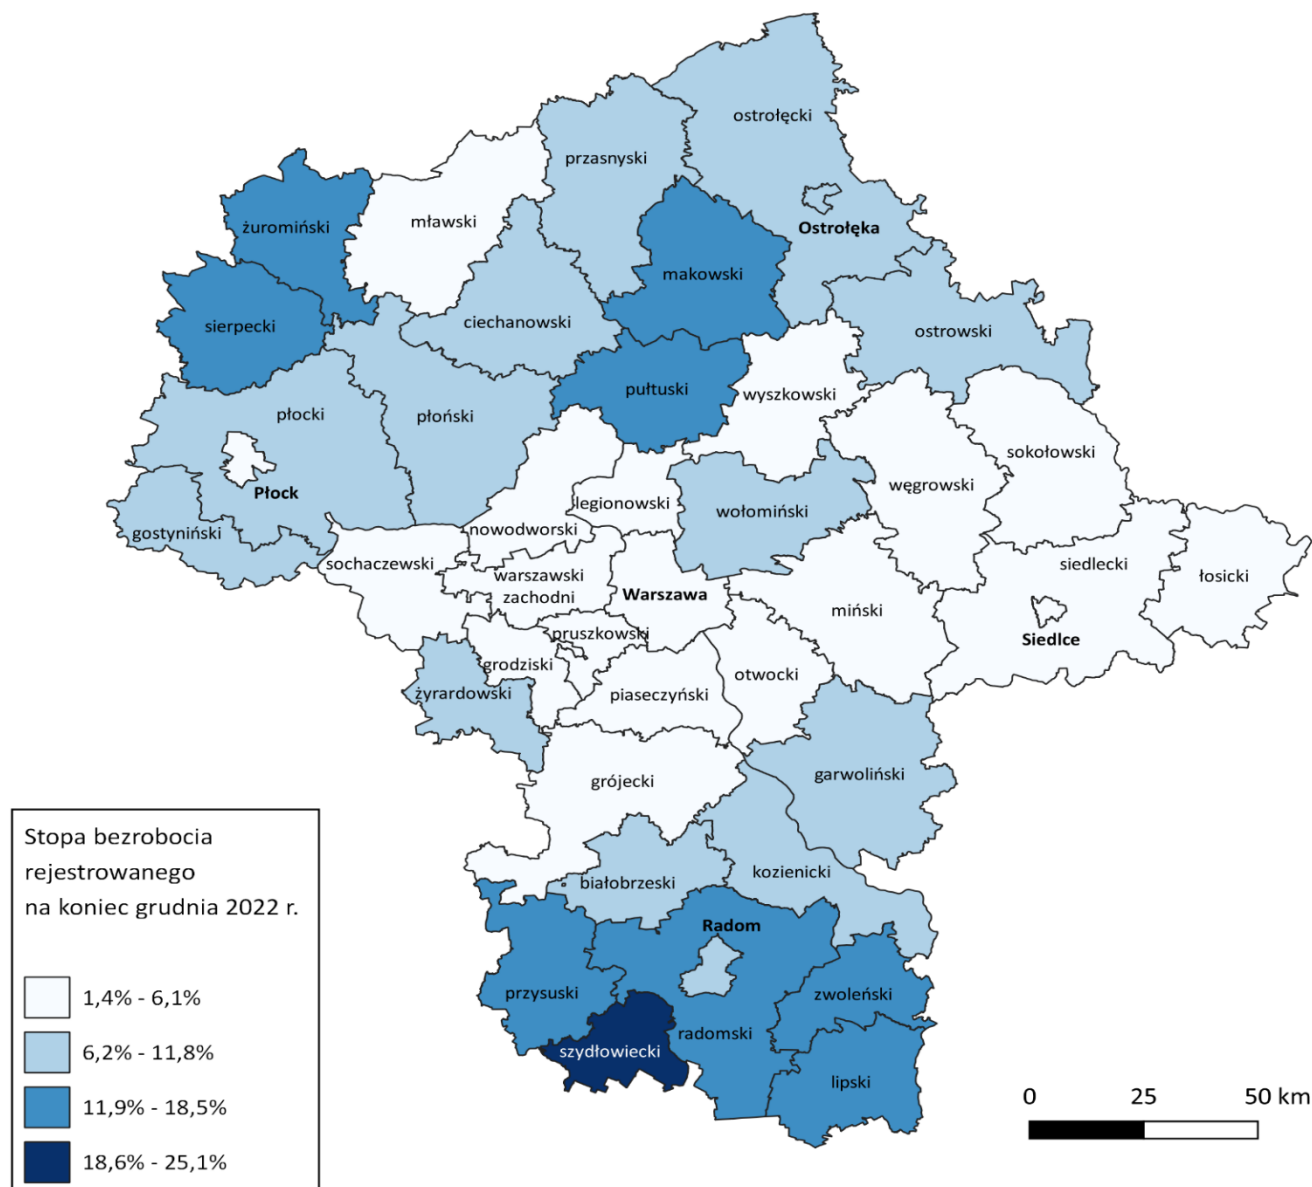 ostrołęcki
przasnyski
mławski
żuromiński
Ostrołęka
makowski
sierpecki
ciechanowski
ostrowski
pułtuski
wyszkowski
płocki
płoński
sokołowski
węgrowski
Płock
legionowski
wołomiński
gostyniński
nowodworski
sochaczewski
siedlecki
łosicki
warszawski
zachodni
Warszawa
miński
pruszkowski
Siedlce
grodziski
otwocki
żyrardowski
piaseczyński
garwoliński
grójecki
kozienicki
białobrzeski
Radom
przysuski
zwoleński
radomski
szydłowiecki
lipski
Stopa bezrobocia
rejestrowanego
na koniec grudnia 2022 r.
1,4% - 6,1%
6,2% - 11,8%
11,9% - 18,5%
18,6% - 25,1%
0 25 50 km